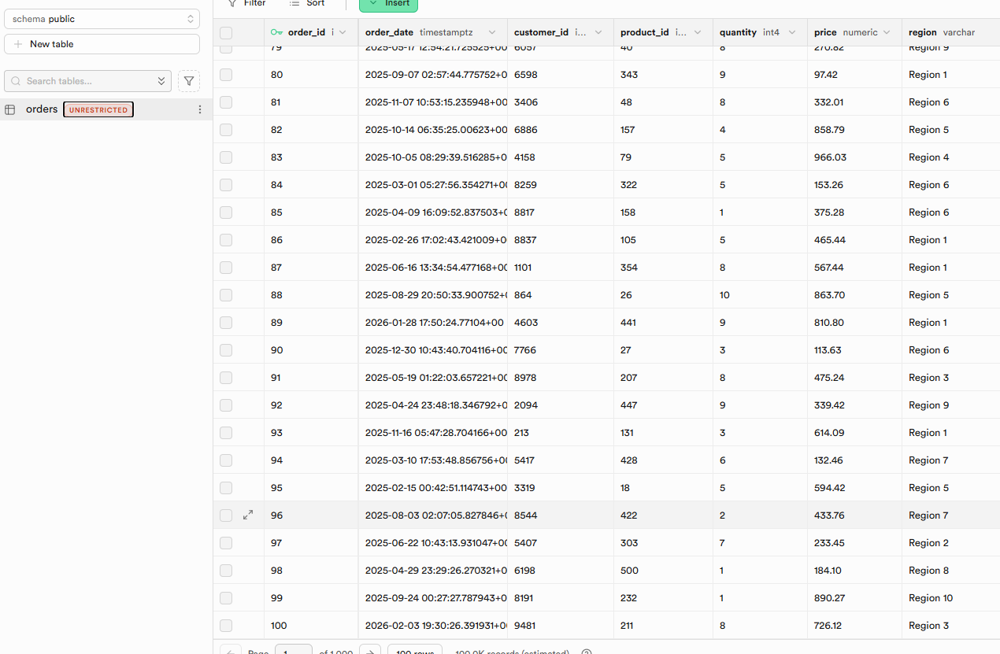 schema public
New table
Search tables...
orders UNRESTRICTED
Filter Sort Insert
order_id i order_date timestamptz customer_id i... product_id i... quantity int4 price numeric region varchar
79 2025-05-17 12:54:21.725525+00 6057 40 8 270.82 Region 9
80 2025-09-07 02:57:44.775752+0 6598 343 9 97.42 Region 1
81 2025-11-07 10:53:15.235948+00 3406 48 8 332.01 Region 6
82 2025-10-14 06:35:25.00623+00 6886 157 4 858.79 Region 5
83 2025-10-05 08:29:39.516285+0 4158 79 5 966.03 Region 4
84 2025-03-01 05:27:56.354271+00 8259 322 5 153.26 Region 6
85 2025-04-09 16:09:52.837503+0 8817 158 1 375.28 Region 6
86 2025-02-26 17:02:43.421009+0 8837 105 5 465.44 Region 1
87 2025-06-16 13:34:54.477168+00 1101 354 8 567.44 Region 1
88 2025-08-29 20:50:33.900752+ 864 26 10 863.70 Region 5
89 2026-01-28 17:50:24.77104+00 4603 441 9 810.80 Region 1
90 2025-12-30 10:43:40.704116+00 7766 27 3 113.63 Region 6
91 2025-05-19 01:22:03.657221+00 8978 207 8 475.24 Region 3
92 2025-04-24 23:48:18.346792+0 2094 447 9 339.42 Region 9
93 2025-11-16 05:47:28.704166+00 213 131 3 614.09 Region 1
94 2025-03-10 17:53:48.856756+00 5417 428 6 132.46 Region 7
95 2025-02-15 00:42:51.114743+00 3319 18 5 594.42 Region 5
96 2025-08-03 02:07:05.827846+ 8544 422 2 433.76 Region 7
97 2025-06-22 10:43:13.931047+00 5407 303 7 233.45 Region 2
98 2025-04-29 23:29:26.270321+0 6198 500 1 184.10 Region 8
99 2025-09-24 00:27:27.787943+0 8191 232 1 890.27 Region 10
100 2026-02-03 19:30:26.391931+0 9481 211 8 726.12 Region 3
Page 1 of 1,000 100 rows 100.0K records (estimated)